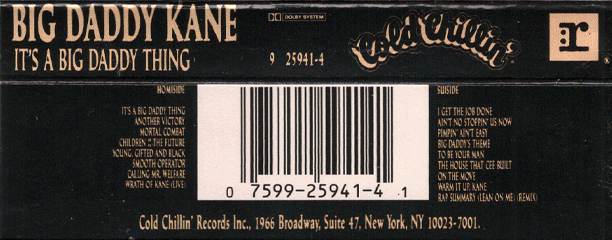 BIG DADDY KANE
IT'S A BIG DADDY THING
DOLBY SYSTEM
9 25941-4
Cold Chillin'
r
HOMISIDE
IT'S A BIG DADDY THING
ANOTHER VICTORY
MORTAL COMBAT
CHILDREN R THE FUTURE
YOUNG, GIFTED AND BLACK
SMOOTH OPERATOR
CALLING MR. WELFARE
WRATH OF KANE (LIVE)
SUISIDE
I GET THE JOB DONE
AIN'T NO STOPPIN' US NOW
PIMPIN' AIN'T EASY
BIG DADDY'S THEME
TO BE YOUR MAN
THE HOUSE THAT CEE BUILT
ON THE MOVE
WARM IT UP, KANE
RAP SUMMARY (LEAN ON ME) (REMIX)
0 7599-25941-4 1
Cold Chillin' Records Inc., 1966 Broadway, Suite 47, New York, NY 10023-7001.